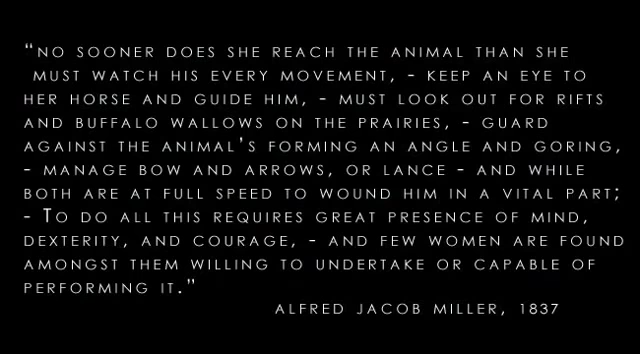 “NO SOONER DOES SHE REACH THE ANIMAL THAN SHE
MUST WATCH HIS EVERY MOVEMENT, - KEEP AN EYE TO
HER HORSE AND GUIDE HIM, - MUST LOOK OUT FOR RIFTS
AND BUFFALO WALLOWS ON THE PRAIRIES, - GUARD
AGAINST THE ANIMAL'S FORMING AN ANGLE AND GORING,
- MANAGE BOW AND ARROWS, OR LANCE - AND WHILE
BOTH ARE AT FULL SPEED TO WOUND HIM IN A VITAL PART;
- TO DO ALL THIS REQUIRES GREAT PRESENCE OF MIND,
DEXTERITY, AND COURAGE, - AND FEW WOMEN ARE FOUND
AMONGST THEM WILLING TO UNDERTAKE OR CAPABLE OF
PERFORMING IT.”
ALFRED JACOB MILLER, 1837